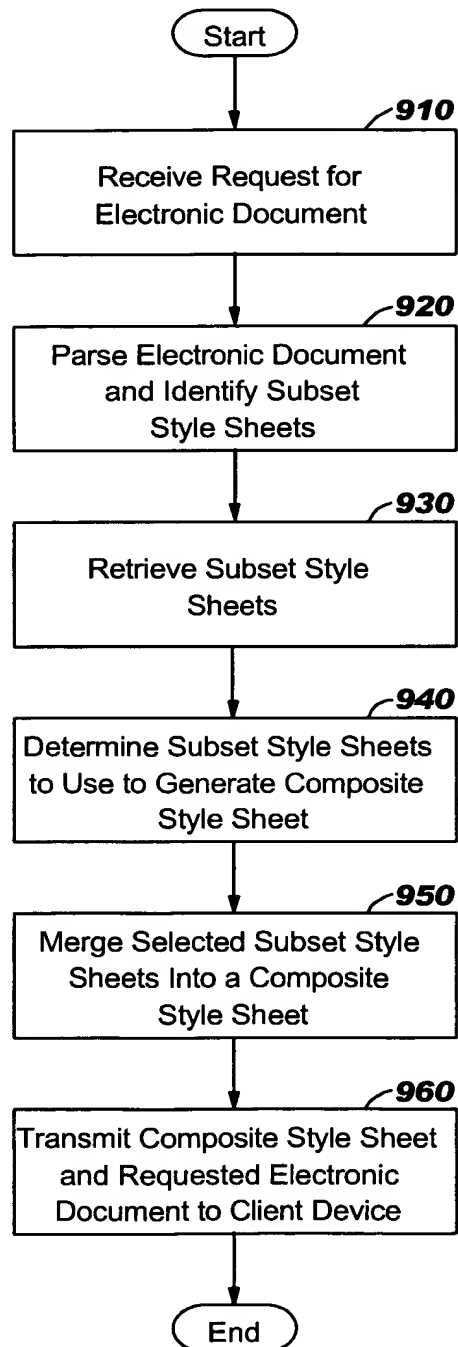 Start
910
Receive Request for
Electronic Document
920
Parse Electronic Document
and Identify Subset
Style Sheets
930
Retrieve Subset Style
Sheets
940
Determine Subset Style Sheets
to Use to Generate Composite
Style Sheet
950
Merge Selected Subset Style
Sheets Into a Composite
Style Sheet
960
Transmit Composite Style Sheet
and Requested Electronic
Document to Client Device
End